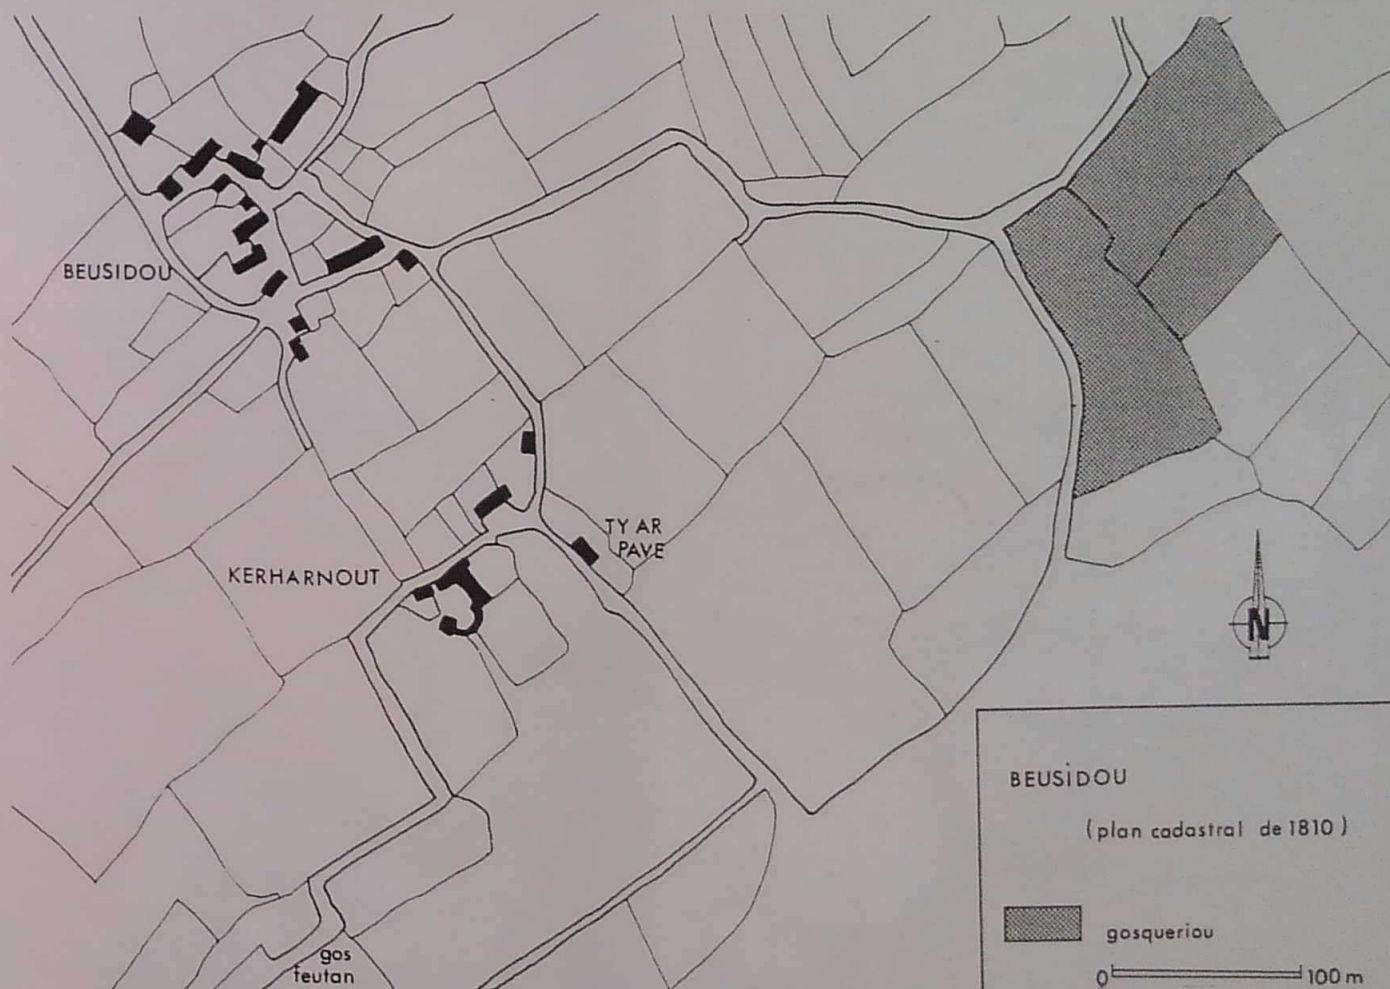 BEUSIDOU
TY AR
PAVE
KERHARNOUT
gos
feutan
N
BEUSIDOU
(plan cadastral de 1810)
gosqueriou
0 100 m